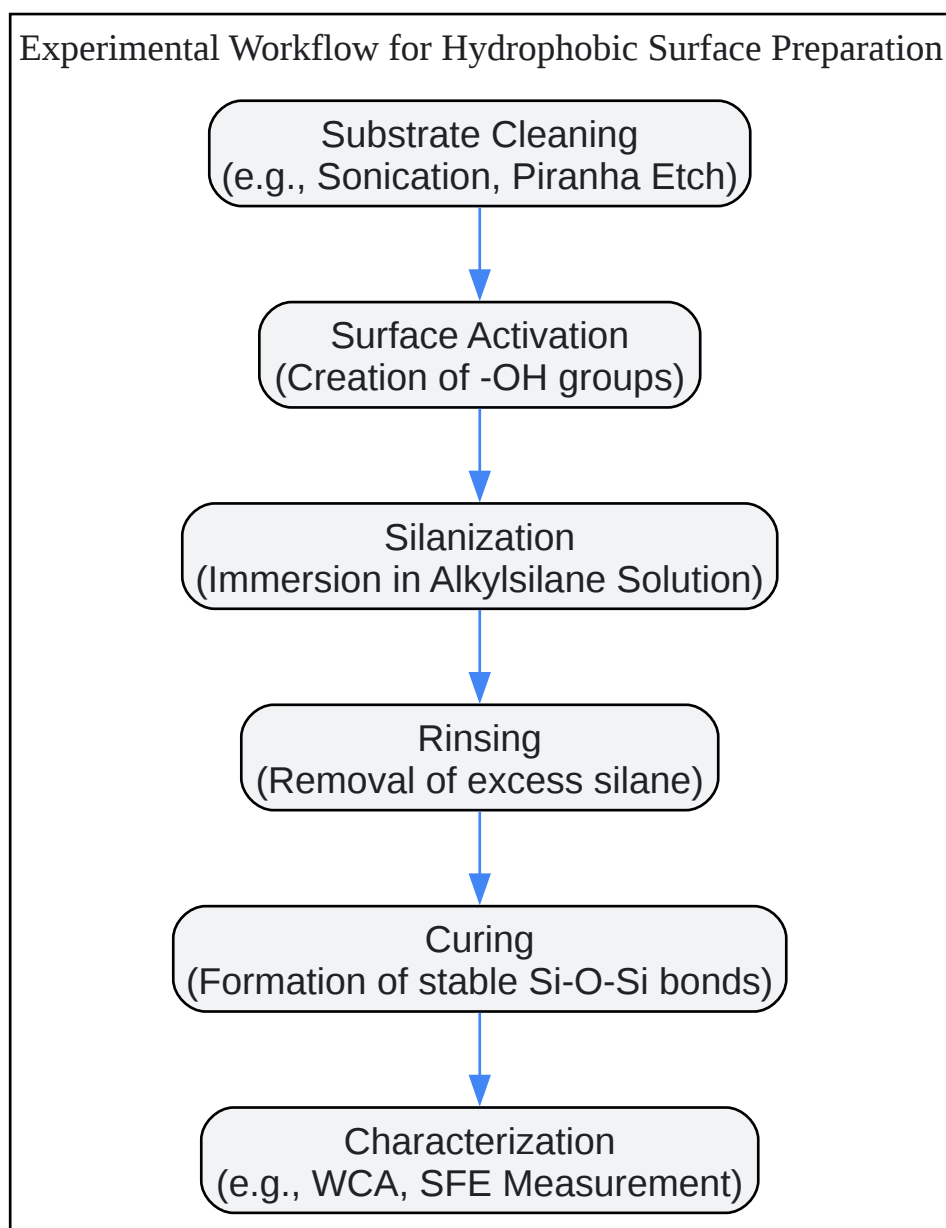 Experimental Workflow for Hydrophobic Surface Preparation
Substrate Cleaning
(e.g., Sonication, Piranha Etch)
Surface Activation
(Creation of -OH groups)
Silanization
(Immersion in Alkylsilane Solution)
Rinsing
(Removal of excess silane)
Curing
(Formation of stable Si-O-Si bonds)
Characterization
(e.g., WCA, SFE Measurement)